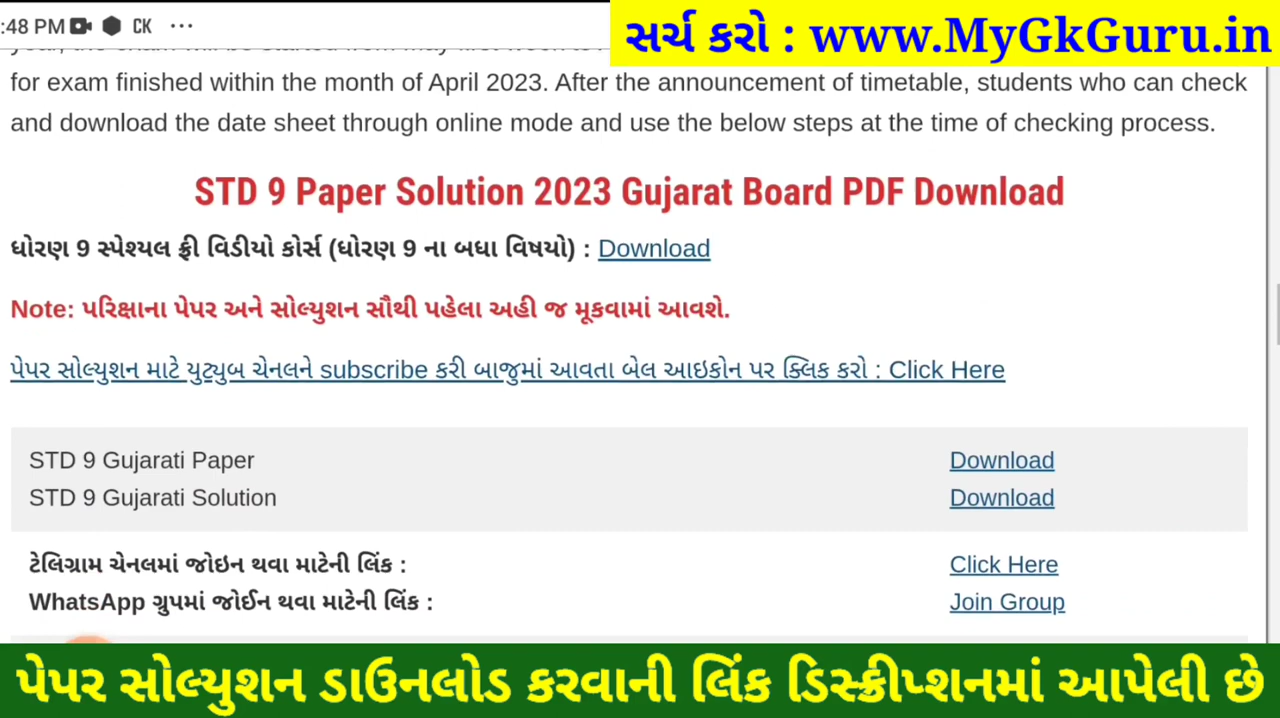 :48 PM CK ...
સર્ચ કરો : www.MyGkGuru.in
for exam finished within the month of April 2023. After the announcement of timetable, students who can check
and download the date sheet through online mode and use the below steps at the time of checking process.
STD 9 Paper Solution 2023 Gujarat Board PDF Download
ધોરણ 9 સ્પેશ્યલ ફ્રી વિડીયો કોર્સ (ધોરણ 9 ના બધા વિષયો) : Download
Note: પરિક્ષાના પેપર અને સોલ્યુશન સૌથી પહેલા અહી જ મૂકવામાં આવશે.
પેપર સોલ્યુશન માટે યુટ્યુબ ચેનલને subscribe કરી બાજુમાં આવતા બેલ આઇકોન પર ક્લિક કરો : Click Here
STD 9 Gujarati Paper Download
STD 9 Gujarati Solution Download
ટેલિગ્રામ ચેનલમાં જોઇન થવા માટેની લિંક : Click Here
WhatsApp ગ્રુપમાં જોઈન થવા માટેની લિંક : Join Group
પેપર સોલ્યુશન ડાઉનલોડ કરવાની લિંક ડિસ્ક્રીપ્શનમાં આપેલી છે